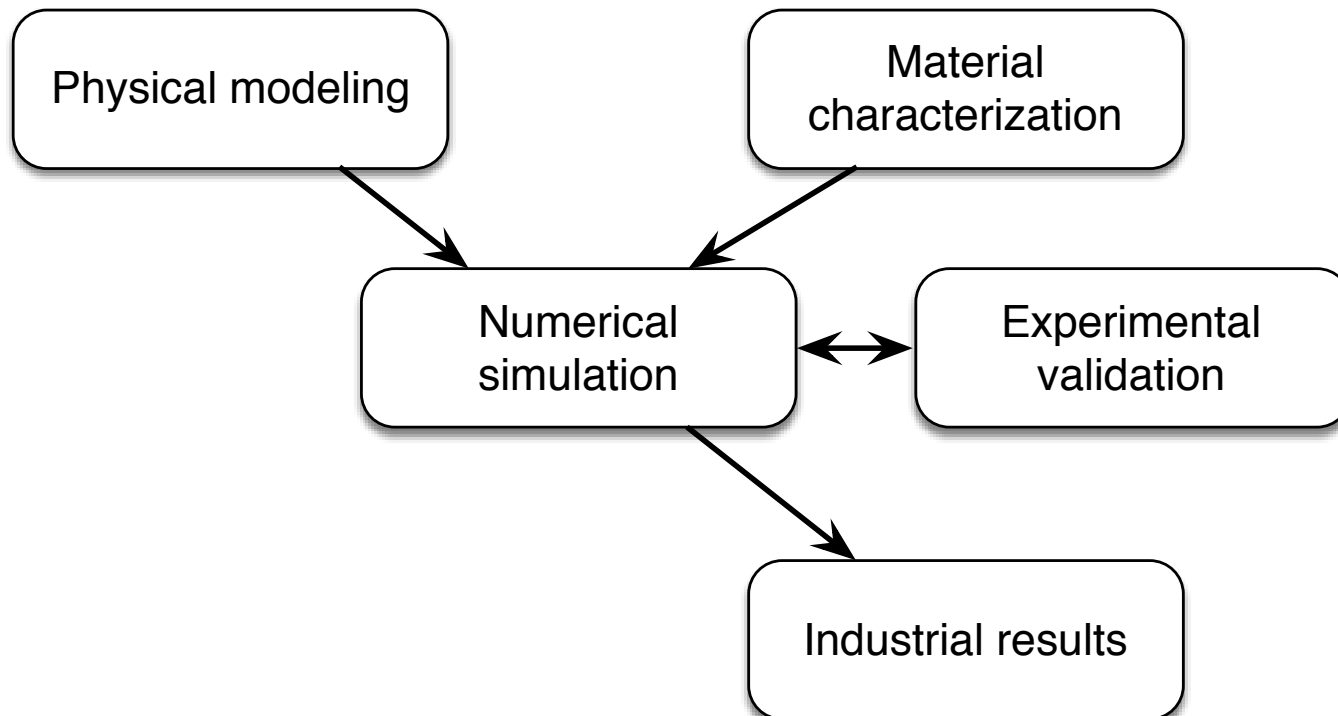 Physical modeling
Material
characterization
Numerical
simulation
Experimental
validation
Industrial results